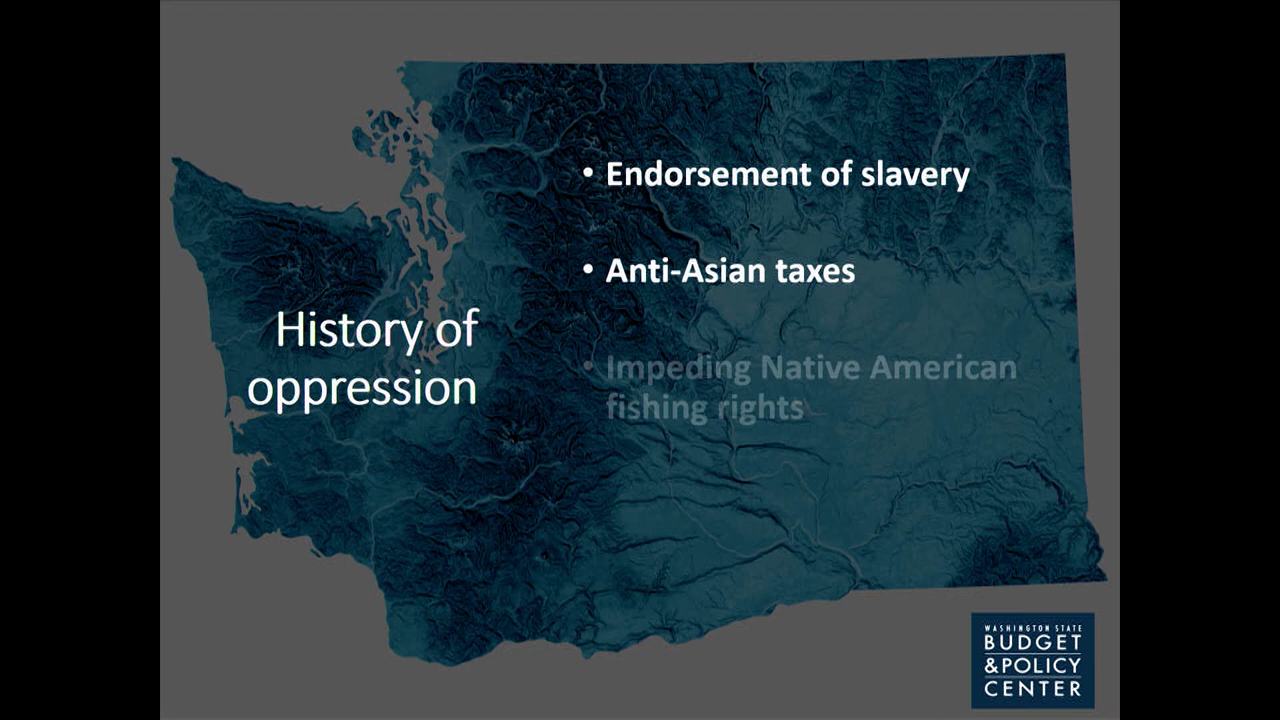 History of
oppression
• Endorsement of slavery
• Anti-Asian taxes
• Impeding Native American
fishing rights
WASHINGTON STATE
BUDGET
&POLICY
CENTER